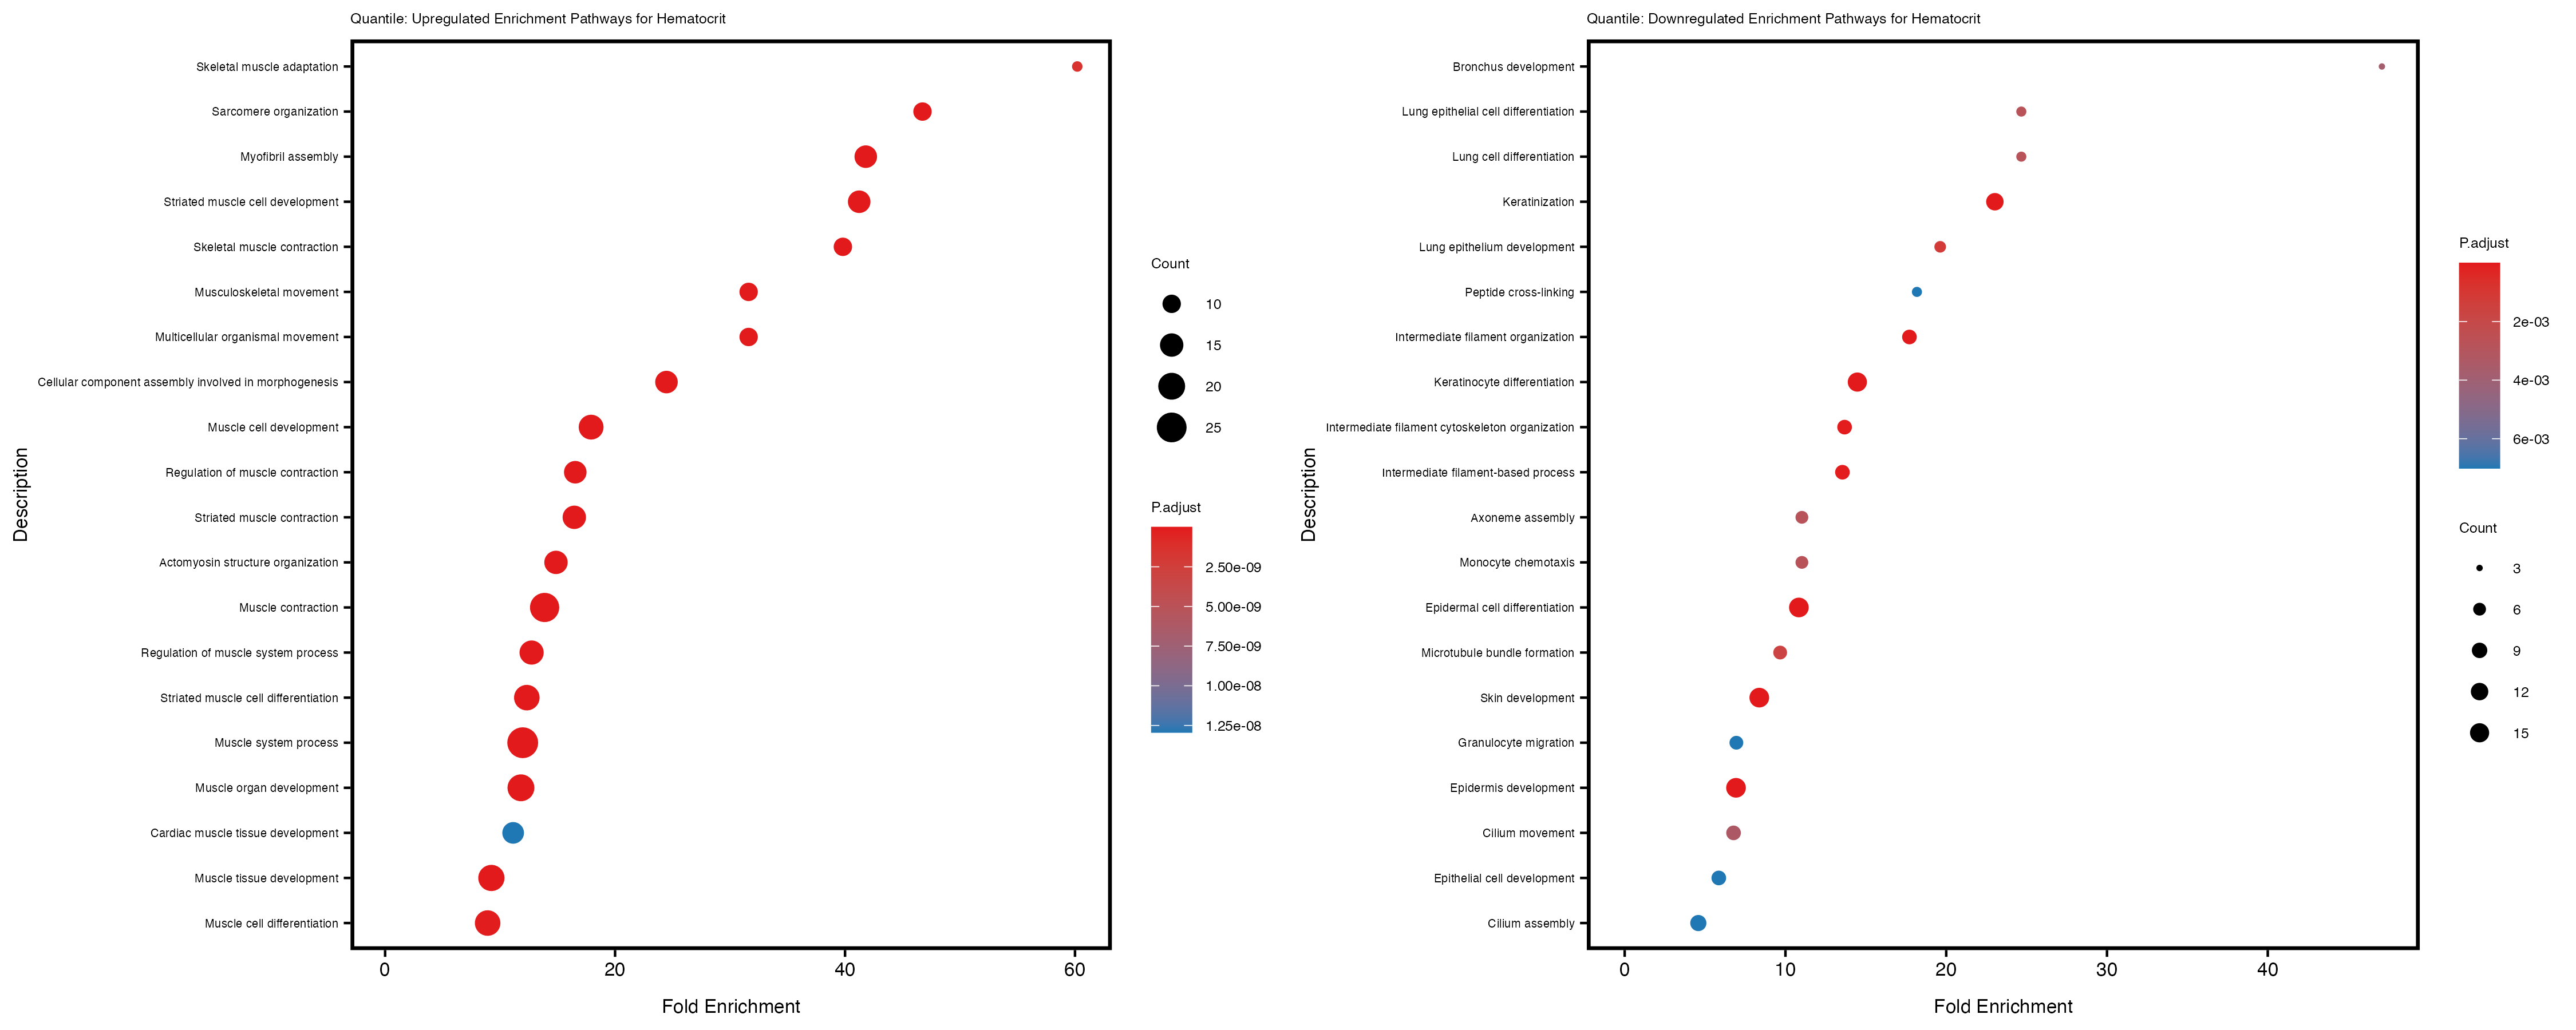 Quantile: Upregulated Enrichment Pathways for Hematocrit
Description
Skeletal muscle adaptation
Sarcomere organization
Myofibril assembly
Striated muscle cell development
Skeletal muscle contraction
Musculoskeletal movement
Multicellular organismal movement
Cellular component assembly involved in morphogenesis
Muscle cell development
Regulation of muscle contraction
Striated muscle contraction
Actomyosin structure organization
Muscle contraction
Regulation of muscle system process
Striated muscle cell differentiation
Muscle system process
Muscle organ development
Cardiac muscle tissue development
Muscle tissue development
Muscle cell differentiation
0 20 40 60
Fold Enrichment
Count
10
15
20
25
P.adjust
2.50e-09
5.00e-09
7.50e-09
1.00e-08
1.25e-08
Quantile: Downregulated Enrichment Pathways for Hematocrit
Description
Bronchus development
Lung epithelial cell differentiation
Lung cell differentiation
Keratinization
Lung epithelium development
Peptide cross-linking
Intermediate filament organization
Keratinocyte differentiation
Intermediate filament cytoskeleton organization
Intermediate filament-based process
Axoneme assembly
Monocyte chemotaxis
Epidermal cell differentiation
Microtubule bundle formation
Skin development
Granulocyte migration
Epidermis development
Cilium movement
Epithelial cell development
Cilium assembly
0 10 20 30 40
Fold Enrichment
P.adjust
2e-03
4e-03
6e-03
Count
3
6
9
12
15